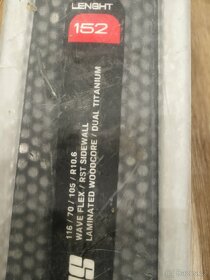 LENGHT
152
116 / 70 / 105 / R10.6
WAVE FLEX / RST SIDEWALL
LAMINATED WOODCORE / DUAL TITANIUM